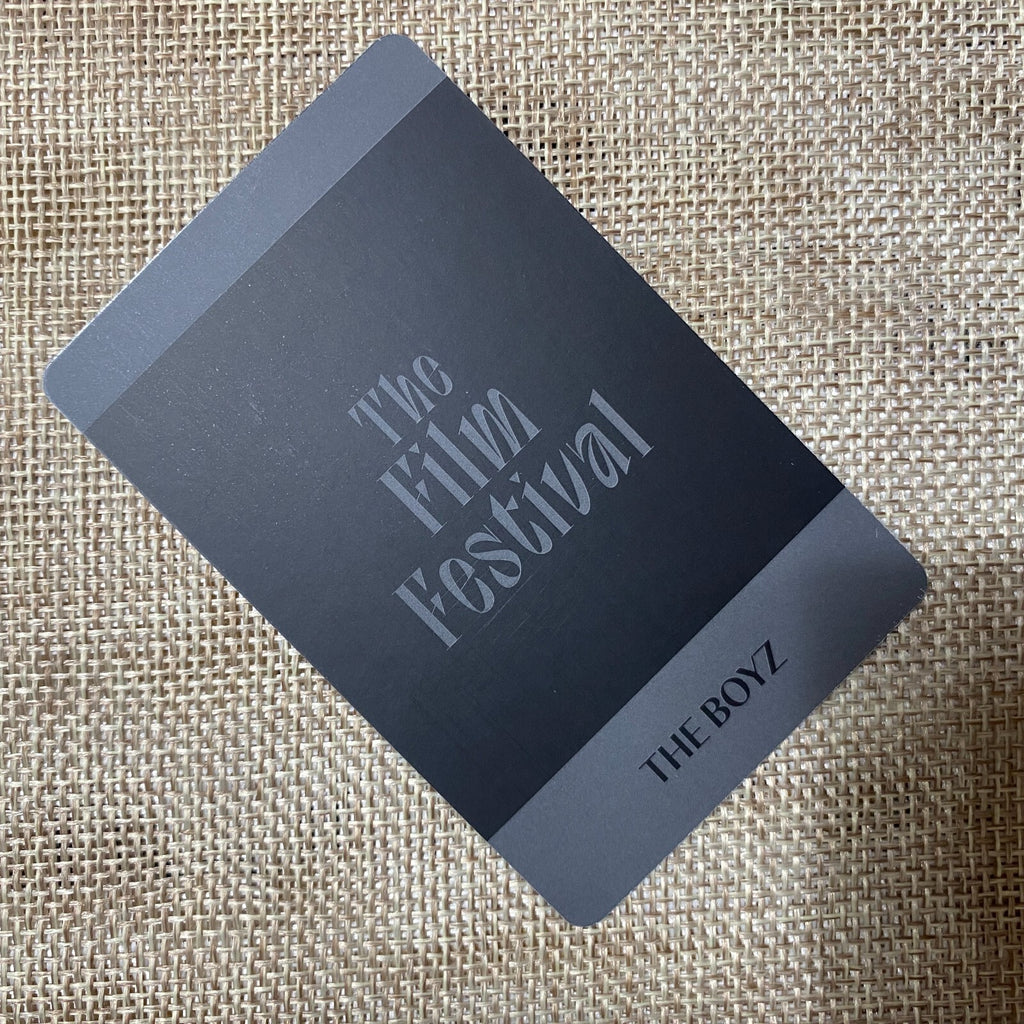 The
Film
Festival
THE BOYZ